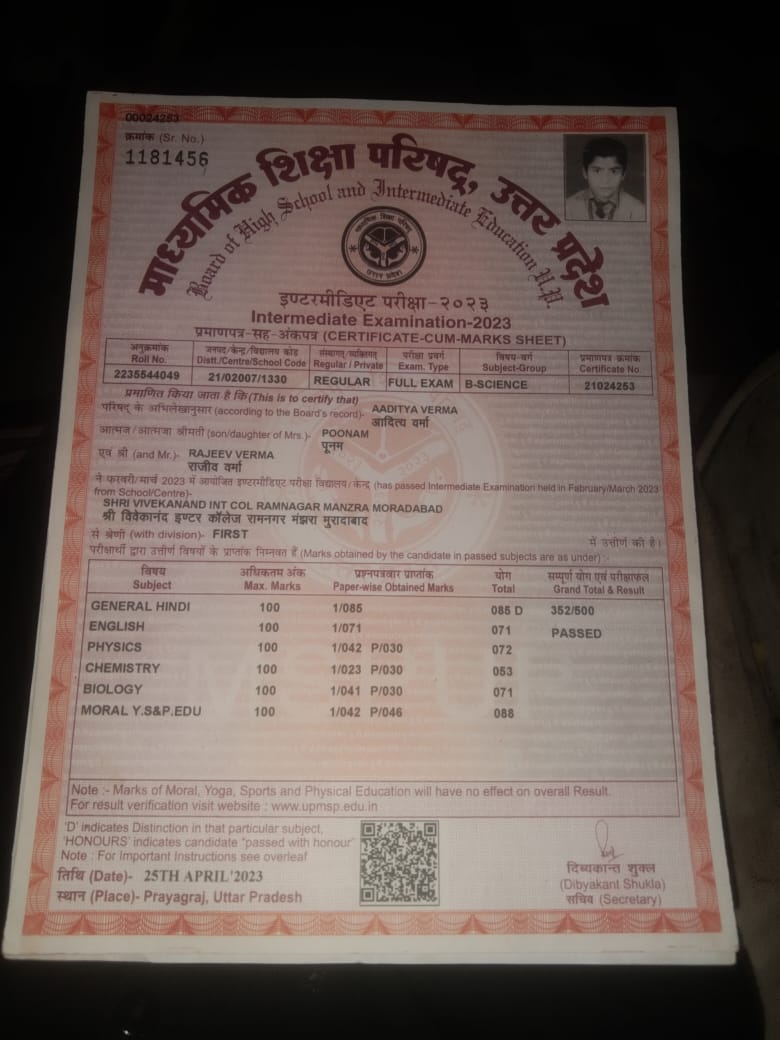 00024253
क्रमांक (Sr. No.)
1181456
माध्यमिक शिक्षा परिषद्, उत्तर प्रदेश
Board of High School and Intermediate Education U.P.
माध्यमिक शिक्षा परिषद्
उत्तर प्रदेश
इण्टरमीडिएट परीक्षा-२०२३
Intermediate Examination-2023
प्रमाणपत्र-सह-अंकपत्र (CERTIFICATE-CUM-MARKS SHEET)
अनुक्रमांक जनपद/केन्द्र/विद्यालय कोड संस्थागत/व्यक्तिगत परीक्षा प्रवर्ग विषय-वर्ग प्रमाणपत्र क्रमांक
Roll No. Distt./Centre/School Code Regular / Private Exam. Type Subject-Group Certificate No.
2235544049 21/02007/1330 REGULAR FULL EXAM B-SCIENCE 21024253
प्रमाणित किया जाता है कि (This is to certify that)
परिषद् के अभिलेखानुसार (according to the Board's record)- AADITYA VERMA
आदित्य वर्मा
आत्मज/आत्मजा श्रीमती (son/daughter of Mrs.)- POONAM
पूनम
एवं श्री (and Mr.)- RAJEEV VERMA
राजीव वर्मा
ने फरवरी/मार्च 2023 में आयोजित इण्टरमीडिएट परीक्षा विद्यालय/केन्द्र (has passed Intermediate Examination held in Fabruary/March 2023
from School/Centre)-
SHRI VIVEKANAND INT COL RAMNAGAR MANZRA MORADABAD
श्री विवेकानंद इण्टर कॉलेज रामनगर मंझरा मुरादाबाद
से श्रेणी (with division)- FIRST में उत्तीर्ण की है।
परीक्षार्थी द्वारा उत्तीर्ण विषयों के प्राप्तांक निम्नवत हैं (Marks obtained by the candidate in passed subjects are as under) :-
विषय अधिकतम अंक प्रश्नपत्रवार प्राप्तांक योग सम्पूर्ण योग एवं परीक्षाफल
Subject Max. Marks Paper-wise Obtained Marks Total Grand Total & Result
GENERAL HINDI 100 1/085 085 D 352/500
ENGLISH 100 1/071 071 PASSED
PHYSICS 100 1/042 P/030 072
CHEMISTRY 100 1/023 P/030 053
BIOLOGY 100 1/041 P/030 071
MORAL Y.S&P.EDU 100 1/042 P/046 088
Note :- Marks of Moral, Yoga, Sports and Physical Education will have no effect on overall Result.
For result verification visit website : www.upmsp.edu.in
'D' indicates Distinction in that particular subject,
'HONOURS' indicates candidate "passed with honour"
Note : For Important Instructions see overleaf
तिथि (Date)- 25TH APRIL'2023
स्थान (Place)- Prayagraj, Uttar Pradesh
दिब्यकान्त शुक्ल
(Dibyakant Shukla)
सचिव (Secretary)